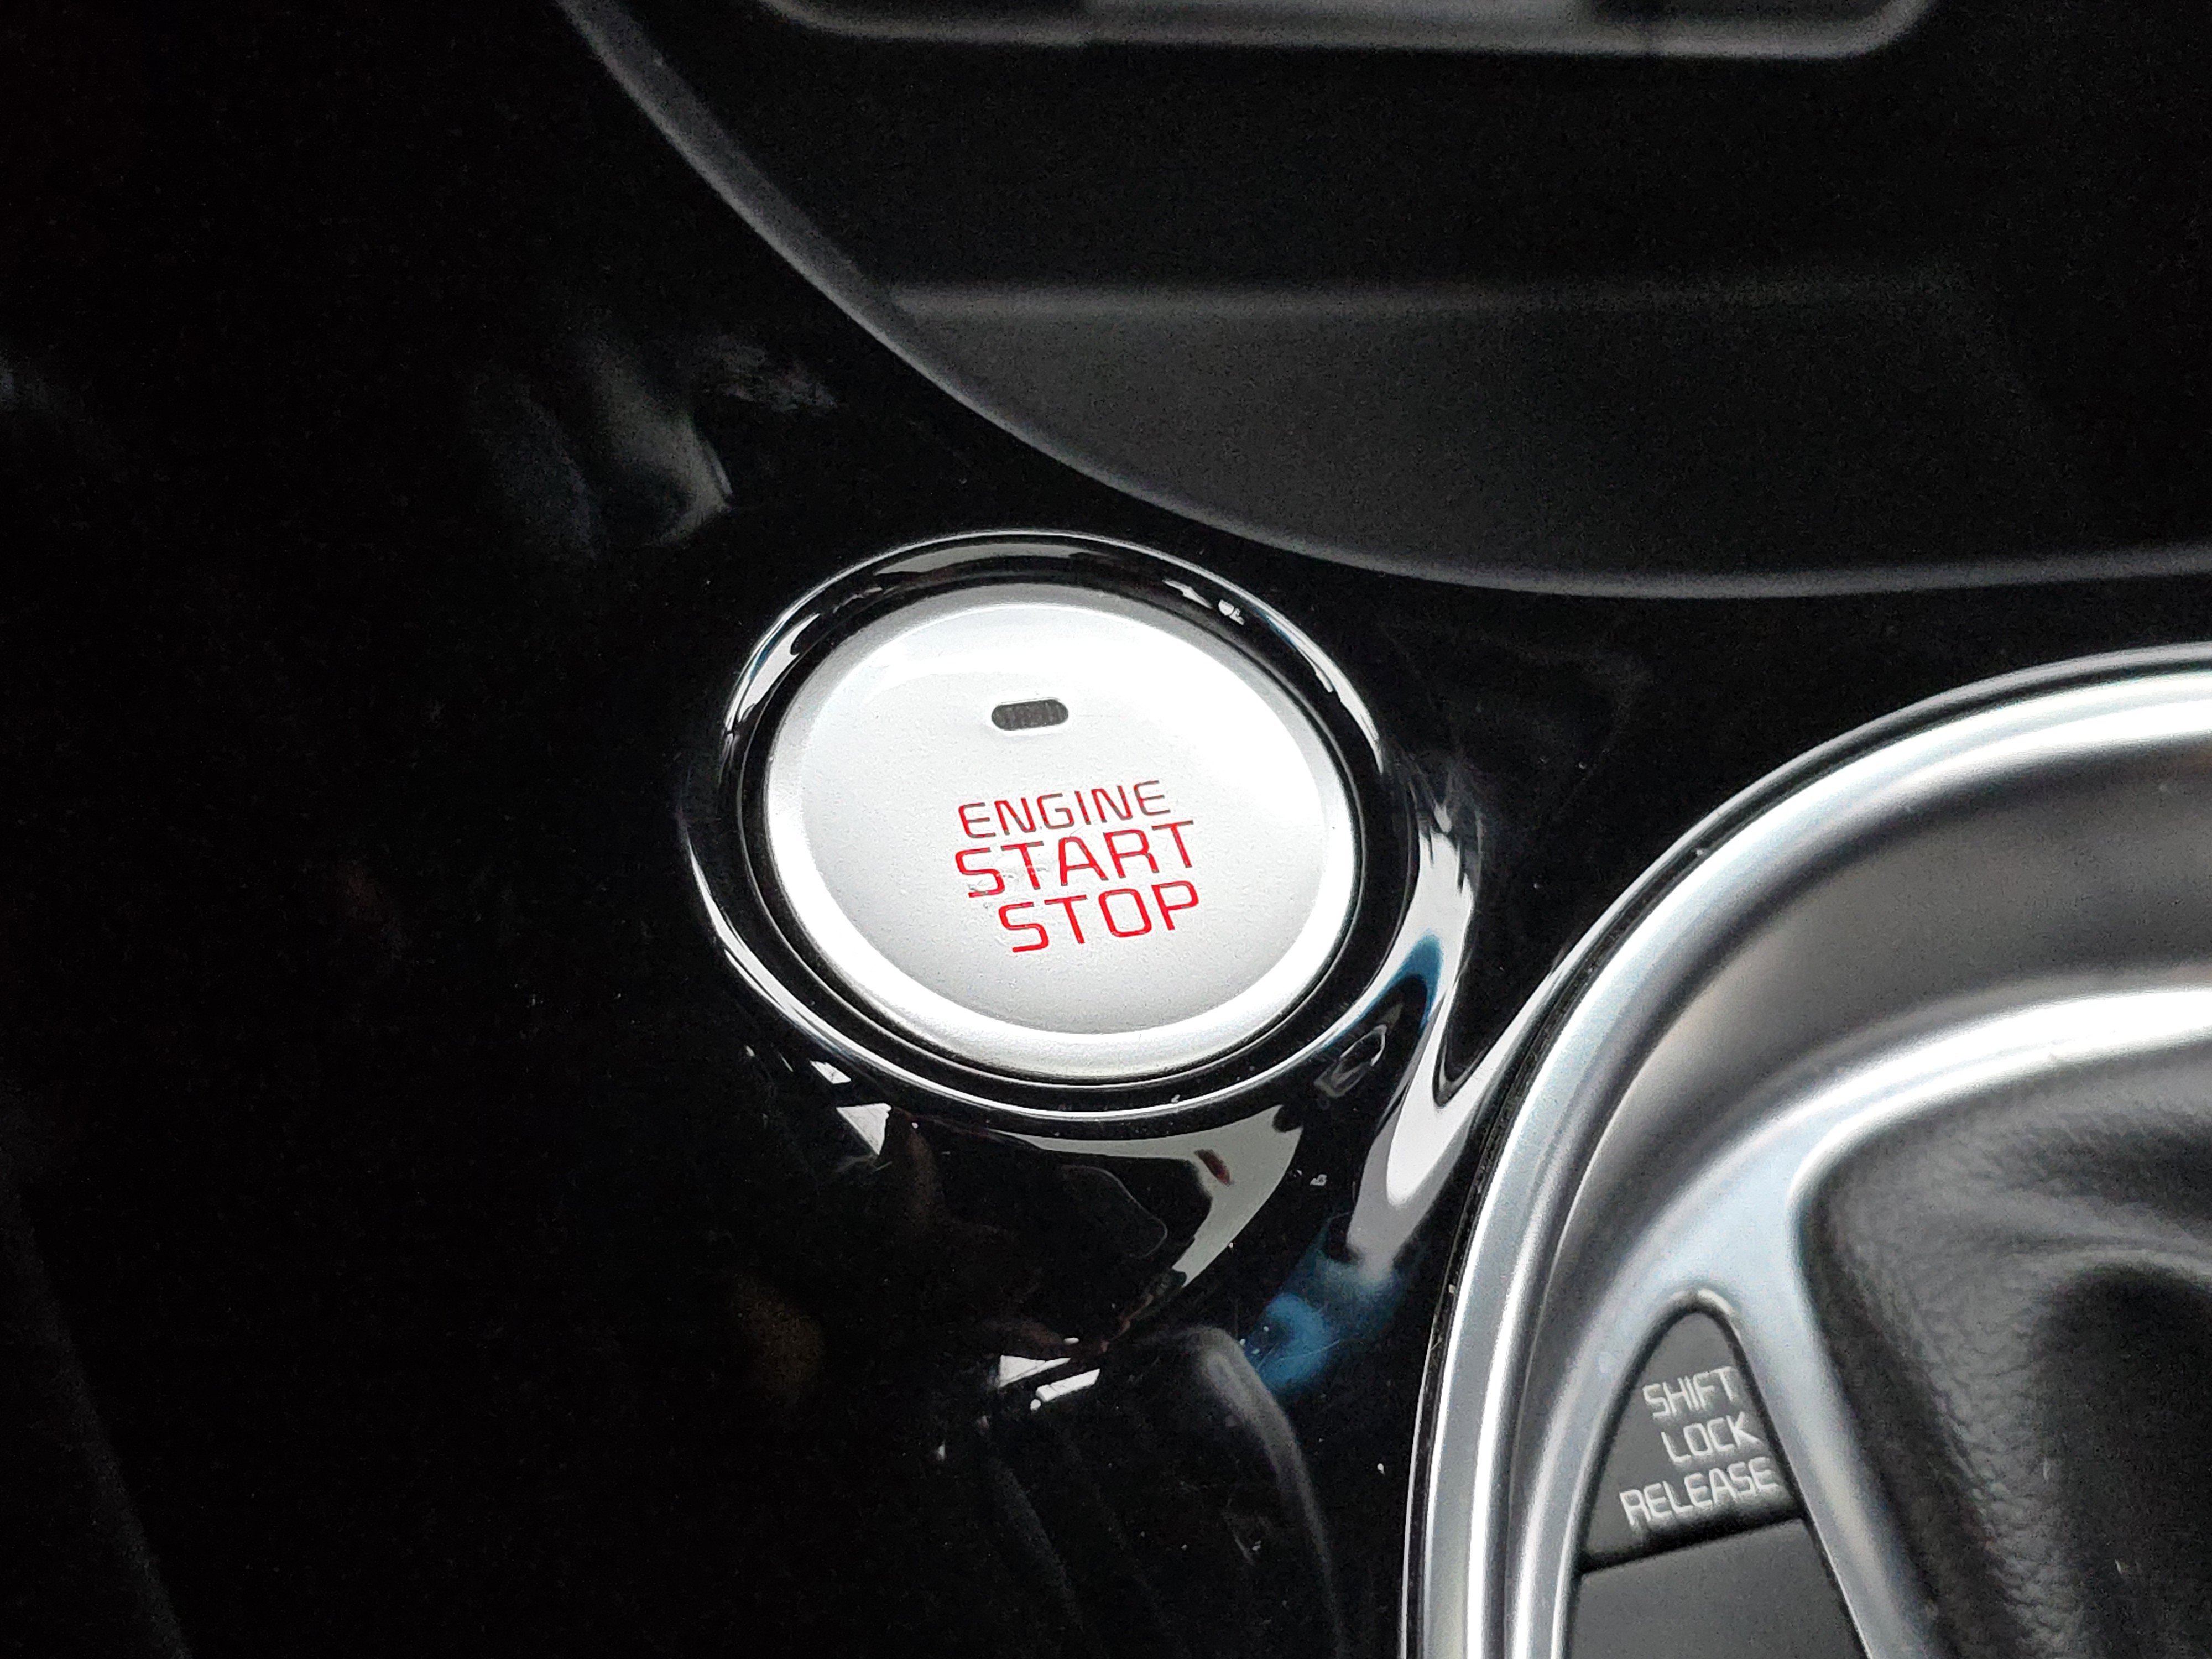 ENGINE
START
STOP
SHIFT
LOCK
RELEASE